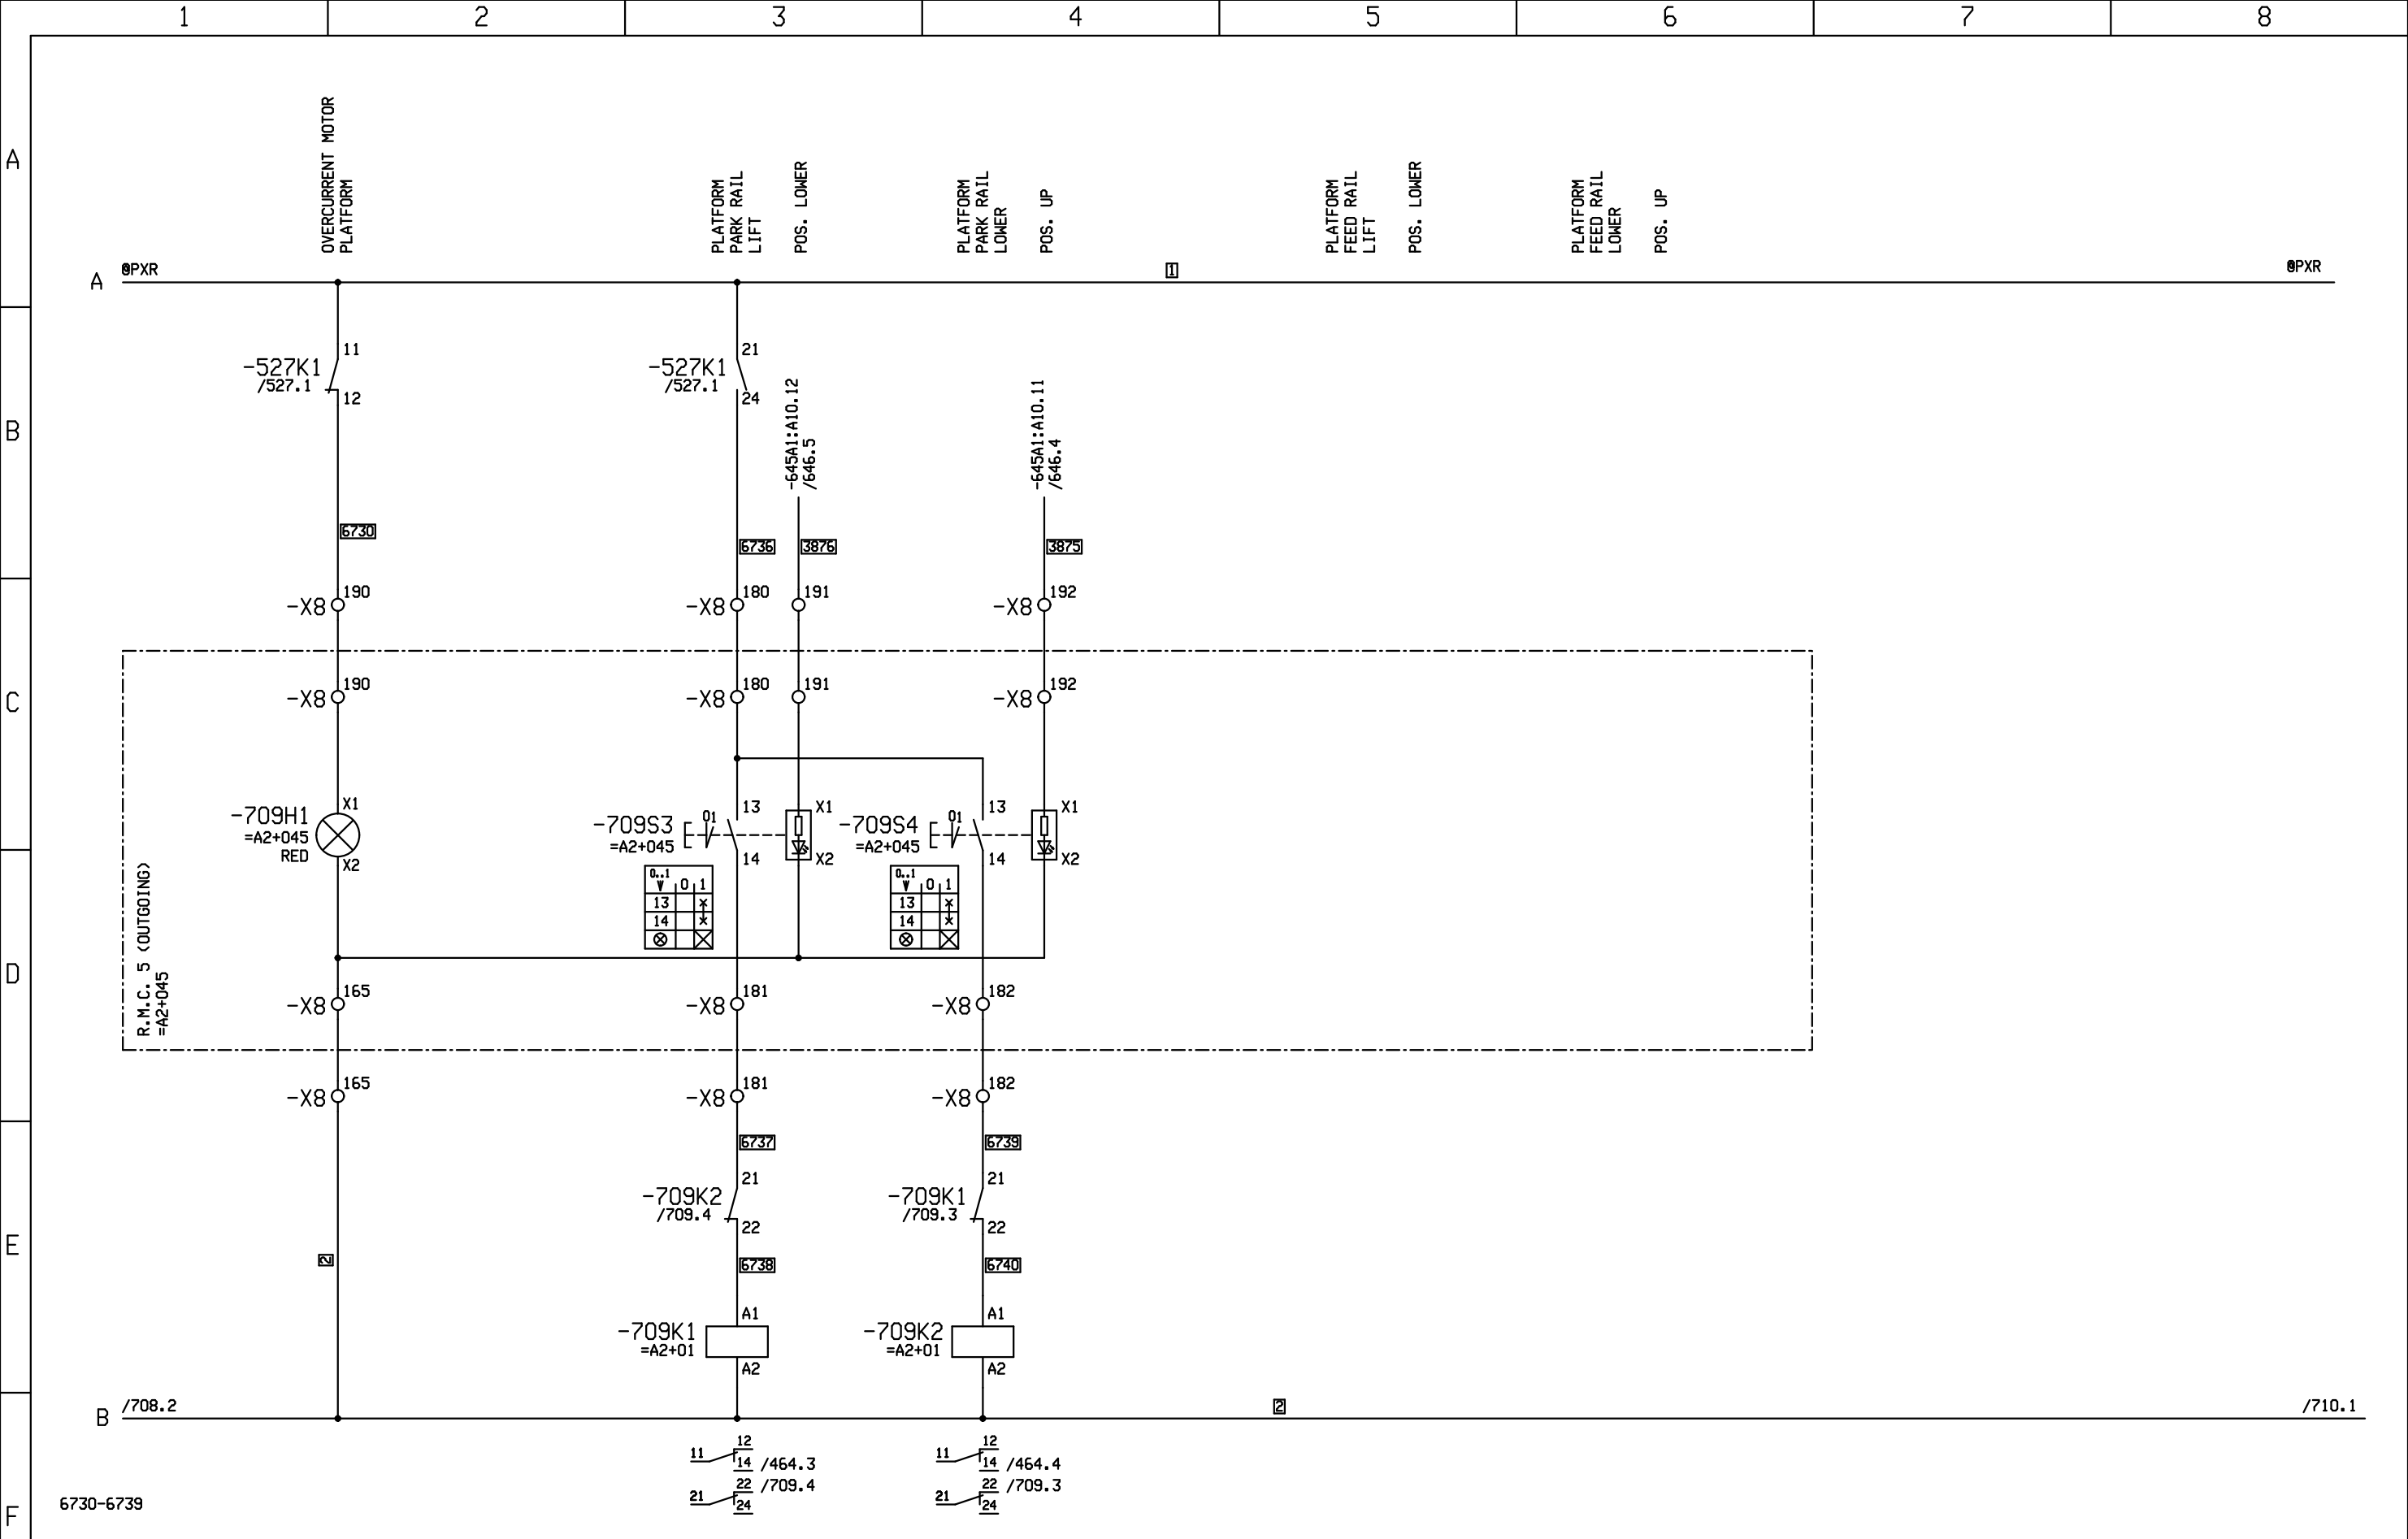 1 2 3 4 5 6 7 8
A
B
C
D
E
F
OVERCURRENT MOTOR
PLATFORM
PLATFORM
PARK RAIL
LIFT
POS. LOWER
PLATFORM
PARK RAIL
LOWER
POS. UP
PLATFORM
FEED RAIL
LIFT
POS. LOWER
PLATFORM
FEED RAIL
LOWER
POS. UP
A @PXR 1 @PXR
-527K1
/527.1
11
12
-527K1
/527.1
21
24
-645A1:A10.12
/646.5
-645A1:A10.11
/646.4
6730
6736 3876 3875
-X8 190 -X8 180 191 -X8 192
-X8 190 -X8 180 191 -X8 192
R.M.C. 5 (OUTGOING)
=A2+045
-709H1
=A2+045
RED
X1
X2
-709S3
=A2+045
01
13
14
X1
X2
0..1
0 1
13
14
-709S4
=A2+045
01
13
14
X1
X2
0..1
0 1
13
14
-X8 165 -X8 181 -X8 182
-X8 165 -X8 181 -X8 182
6737 6739
-709K2
/709.4
21
22
-709K1
/709.3
21
22
2
6738 6740
-709K1
=A2+01
A1
A2
-709K2
=A2+01
A1
A2
B /708.2 2 /710.1
11 12
14 /464.3
21 22 /709.4
24
11 12
14 /464.4
21 22 /709.3
24
6730-6739